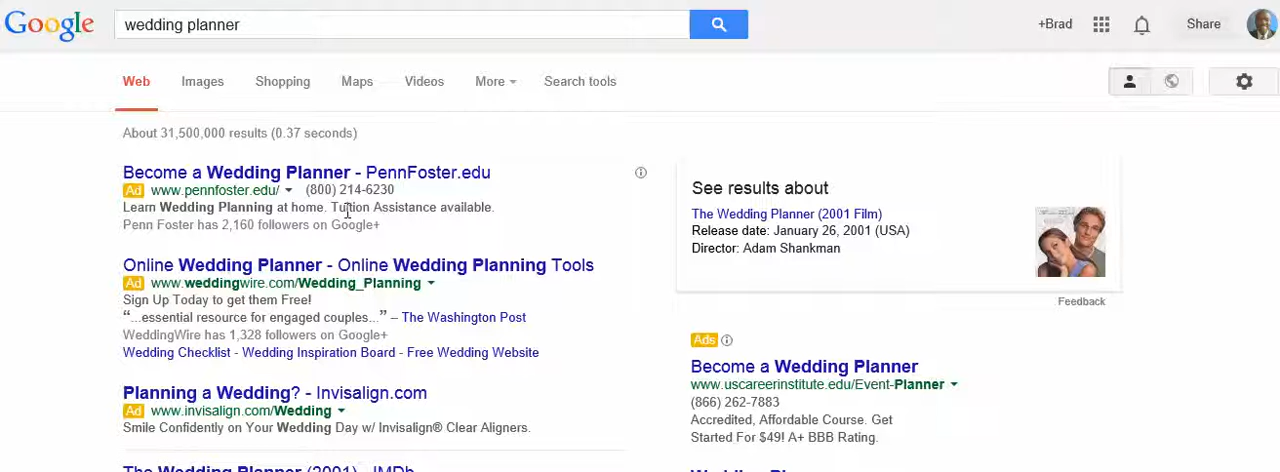 Google
wedding planner
+Brad
Share
Web Images Shopping Maps Videos More Search tools
About 31,500,000 results (0.37 seconds)
Become a Wedding Planner - PennFoster.edu
Ad www.pennfoster.edu/ (800) 214-6230
Learn Wedding Planning at home. Tuition Assistance available.
Penn Foster has 2,160 followers on Google+
Online Wedding Planner - Online Wedding Planning Tools
Ad www.weddingwire.com/Wedding_Planning
Sign Up Today to get them Free!
“...essential resource for engaged couples...” – The Washington Post
WeddingWire has 1,328 followers on Google+
Wedding Checklist - Wedding Inspiration Board - Free Wedding Website
Planning a Wedding? - Invisalign.com
Ad www.invisalign.com/Wedding
Smile Confidently on Your Wedding Day w/ Invisalign® Clear Aligners.
The Wedding Planner (2001) - IMDb
See results about
The Wedding Planner (2001 Film)
Release date: January 26, 2001 (USA)
Director: Adam Shankman
Feedback
Ads
Become a Wedding Planner
www.uscareerinstitute.edu/Event-Planner
(866) 262-7883
Accredited, Affordable Course. Get
Started For $49! A+ BBB Rating.